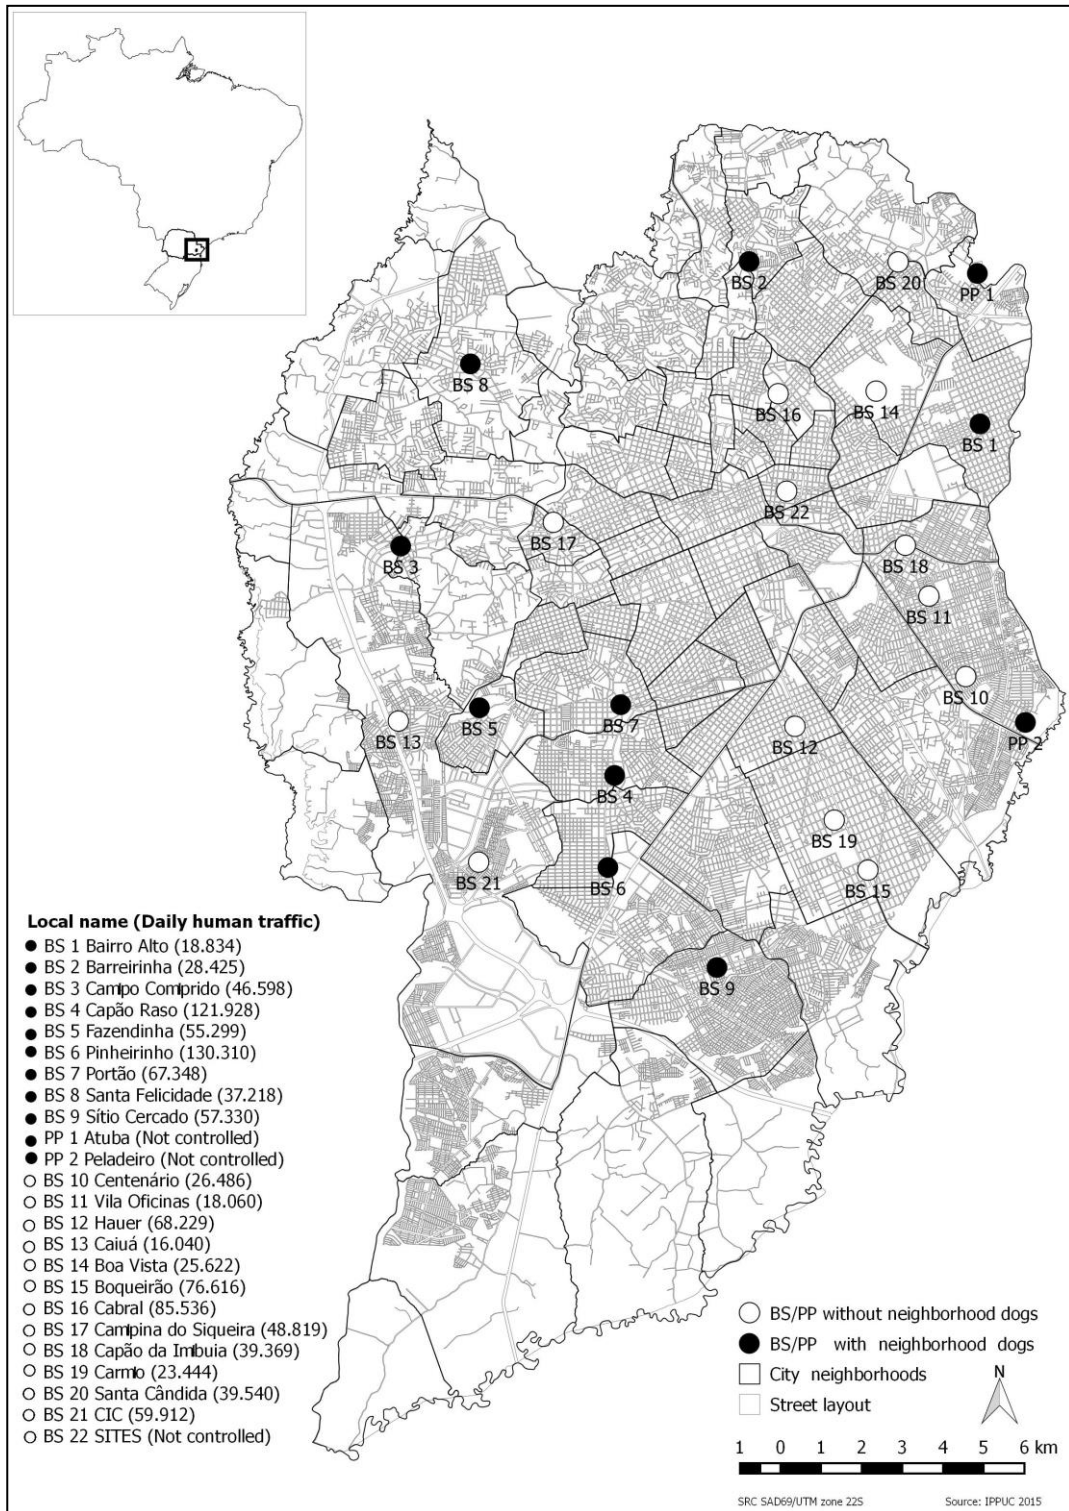 BS 2
BS 20
PP 1
BS 8
BS 16
BS 14
BS 1
BS 22
BS 17
BS 3
BS 18
BS 11
BS 10
BS 13
BS 5
BS 7
BS 12
PP 2
BS 4
BS 19
BS 21
BS 6
BS 15
BS 9
Local name (Daily human traffic)
BS 1 Bairro Alto (18.834)
BS 2 Barreirinha (28.425)
BS 3 Campo Comprido (46.598)
BS 4 Capão Raso (121.928)
BS 5 Fazendinha (55.299)
BS 6 Pinheirinho (130.310)
BS 7 Portão (67.348)
BS 8 Santa Felicidade (37.218)
BS 9 Sítio Cercado (57.330)
PP 1 Atuba (Not controlled)
PP 2 Peladeiro (Not controlled)
BS 10 Centenário (26.486)
BS 11 Vila Oficinas (18.060)
BS 12 Hauer (68.229)
BS 13 Caiuá (16.040)
BS 14 Boa Vista (25.622)
BS 15 Boqueirão (76.616)
BS 16 Cabral (85.536)
BS 17 Campina do Siqueira (48.819)
BS 18 Capão da Imbuia (39.369)
BS 19 Carmo (23.444)
BS 20 Santa Cândida (39.540)
BS 21 CIC (59.912)
BS 22 SITES (Not controlled)
BS/PP without neighborhood dogs
BS/PP with neighborhood dogs
City neighborhoods
Street layout
N
1 0 1 2 3 4 5 6 km
SRC SAD69/UTM zone 22S
Source: IPPUC 2015